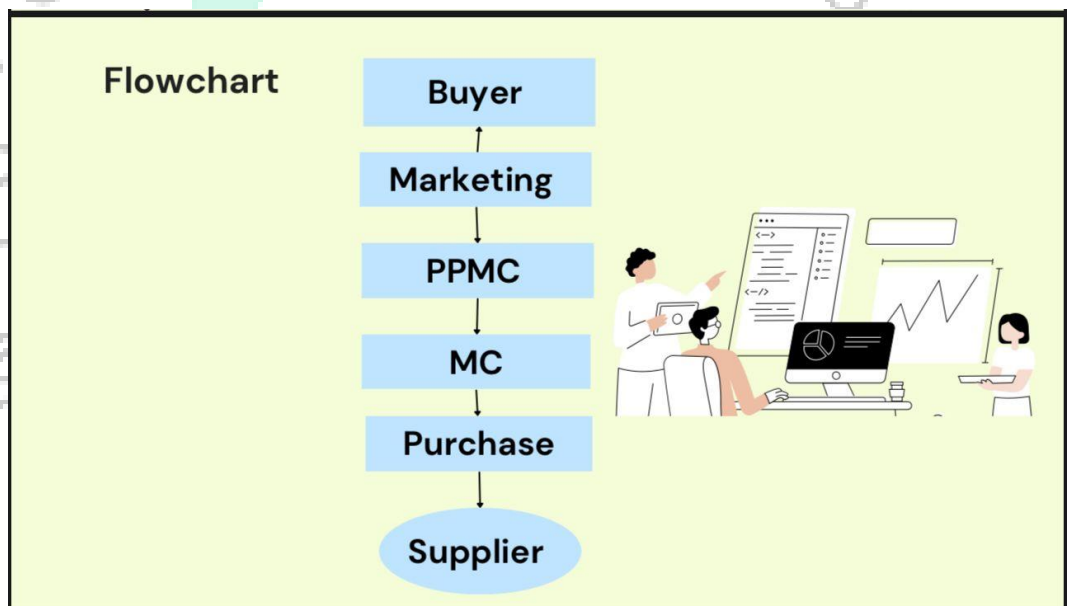 Flowchart
Buyer
Marketing
PPMC
MC
Purchase
Supplier